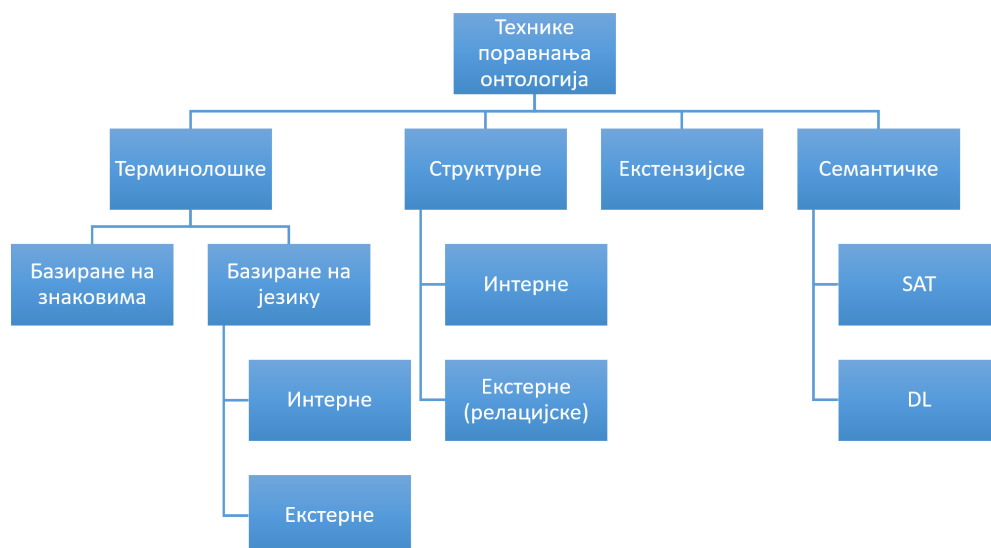 Технике
поравнања
онтологија
Терминолошке
Структурне
Екстензијске
Семантичке
Базиране на
знаковима
Базиране на
језику
Интерне
SAT
Интерне
Екстерне
(релацијске)
DL
Екстерне